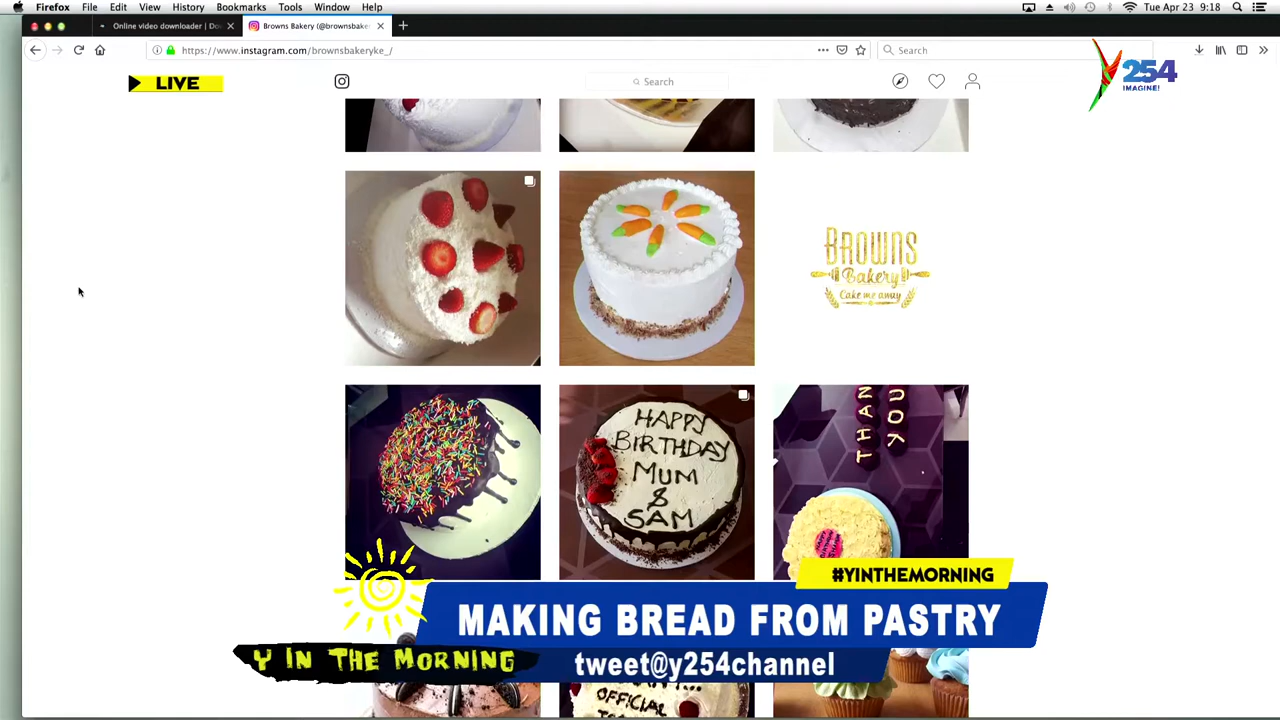 Firefox File Edit View History Bookmarks Tools Window Help
Tue Apr 23 9:18
Online video downloader | Do
Browns Bakery (@brownsbake
https://www.instagram.com/brownsbakeryke_/
Search
LIVE
Search
Y254
IMAGINE!
BROWNS
Bakery
Cake me away
HAPPY
BIRTHDAY
MUM
&
SAM
THAN
YOU
#YINTHEMORNING
MAKING BREAD FROM PASTRY
Y IN THE MORNING
tweet@y254channel
OFFICIAL